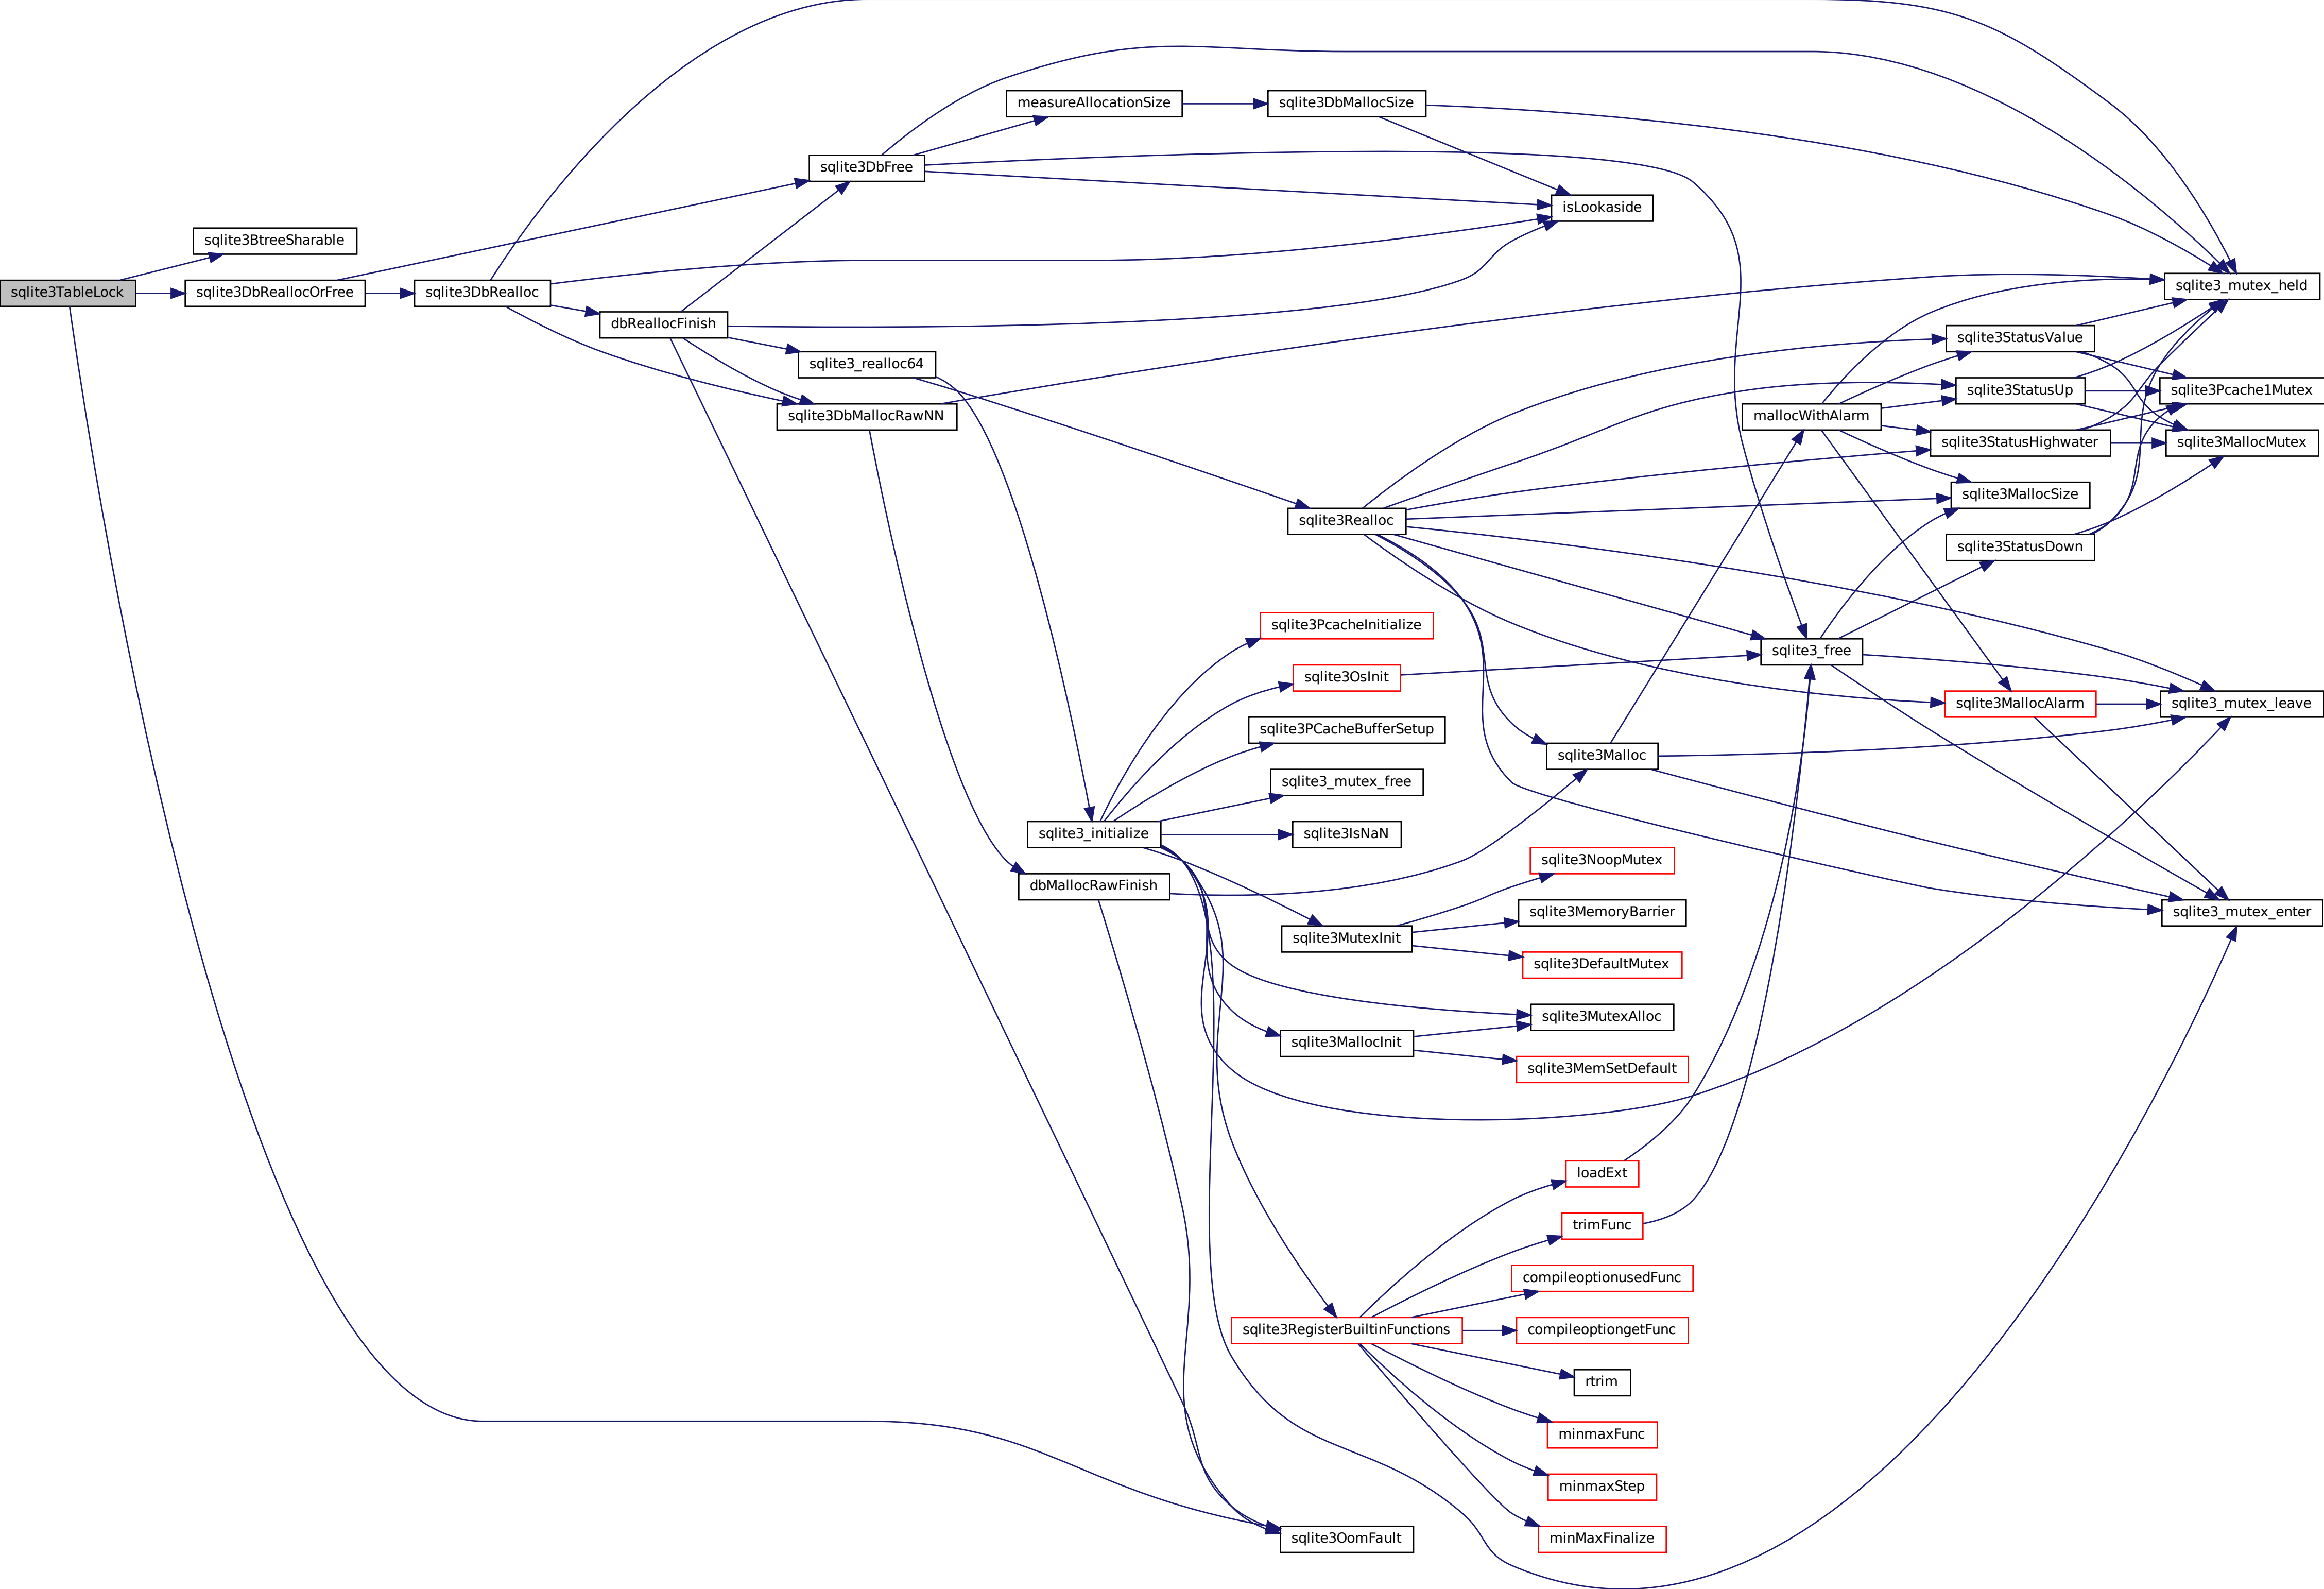 measureAllocationSize
sqlite3DbMallocSize
sqlite3DbFree
isLookaside
sqlite3BtreeSharable
sqlite3TableLock
sqlite3DbReallocOrFree
sqlite3DbRealloc
sqlite3_mutex_held
dbReallocFinish
sqlite3StatusValue
sqlite3_realloc64
sqlite3StatusUp
sqlite3Pcache1Mutex
sqlite3DbMallocRawNN
mallocWithAlarm
sqlite3StatusHighwater
sqlite3MallocMutex
sqlite3MallocSize
sqlite3Realloc
sqlite3StatusDown
sqlite3PcacheInitialize
sqlite3_free
sqlite3OsInit
sqlite3MallocAlarm
sqlite3_mutex_leave
sqlite3PCacheBufferSetup
sqlite3Malloc
sqlite3_mutex_free
sqlite3_initialize
sqlite3IsNaN
sqlite3NoopMutex
dbMallocRawFinish
sqlite3MemoryBarrier
sqlite3_mutex_enter
sqlite3MutexInit
sqlite3DefaultMutex
sqlite3MutexAlloc
sqlite3MallocInit
sqlite3MemSetDefault
loadExt
trimFunc
compileoptionusedFunc
sqlite3RegisterBuiltinFunctions
compileoptiongetFunc
rtrim
minmaxFunc
minmaxStep
sqlite3OomFault
minMaxFinalize